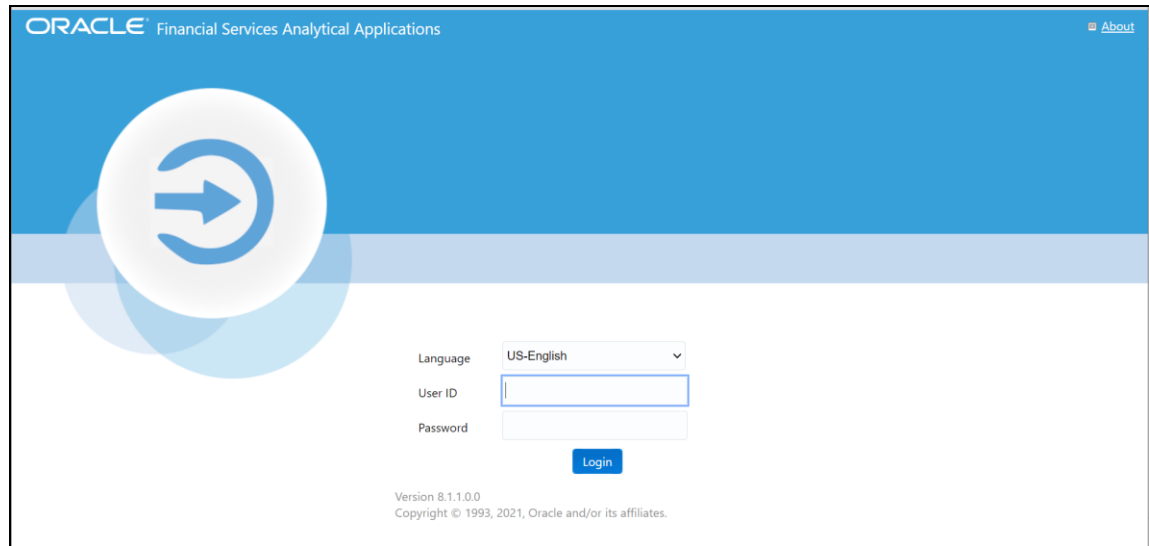 ORACLE Financial Services Analytical Applications
About
Language US-English
User ID
Password
Login
Version 8.1.1.0.0
Copyright © 1993, 2021, Oracle and/or its affiliates.